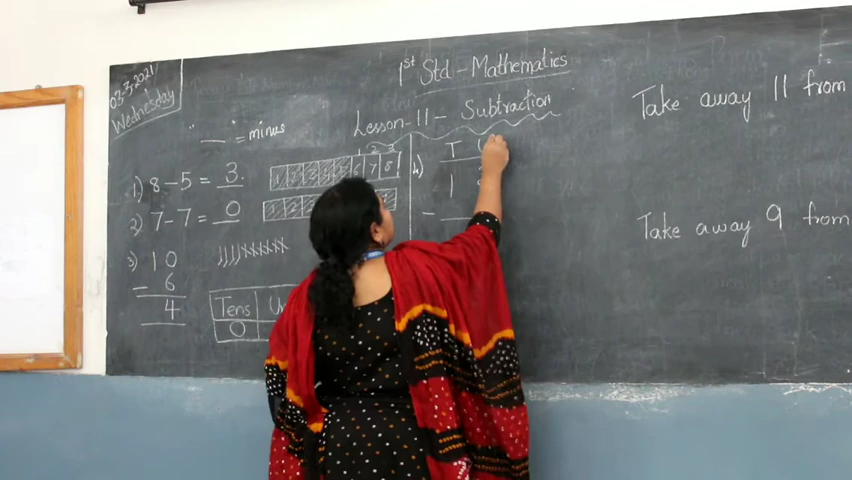 03-3-2021
Wednesday
1st Std - Mathematics
Lesson-11- Subtraction
"—" = minus
1) 8-5 = 3
2) 7-7 = 0
3) 10
- 6
4
Tens
0
4) T
1
-
Take away 11 from
Take away 9 from